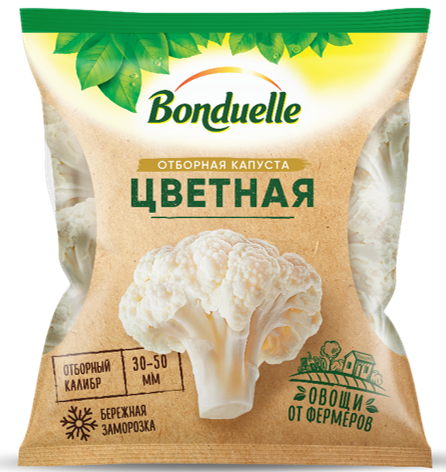 Bonduelle
ОТБОРНАЯ КАПУСТА
ЦВЕТНАЯ
ОТБОРНЫЙ
КАЛИБР
30-50
ММ
БЕРЕЖНАЯ
ЗАМОРОЗКА
ОВОЩИ
ОТ ФЕРМЕРОВ